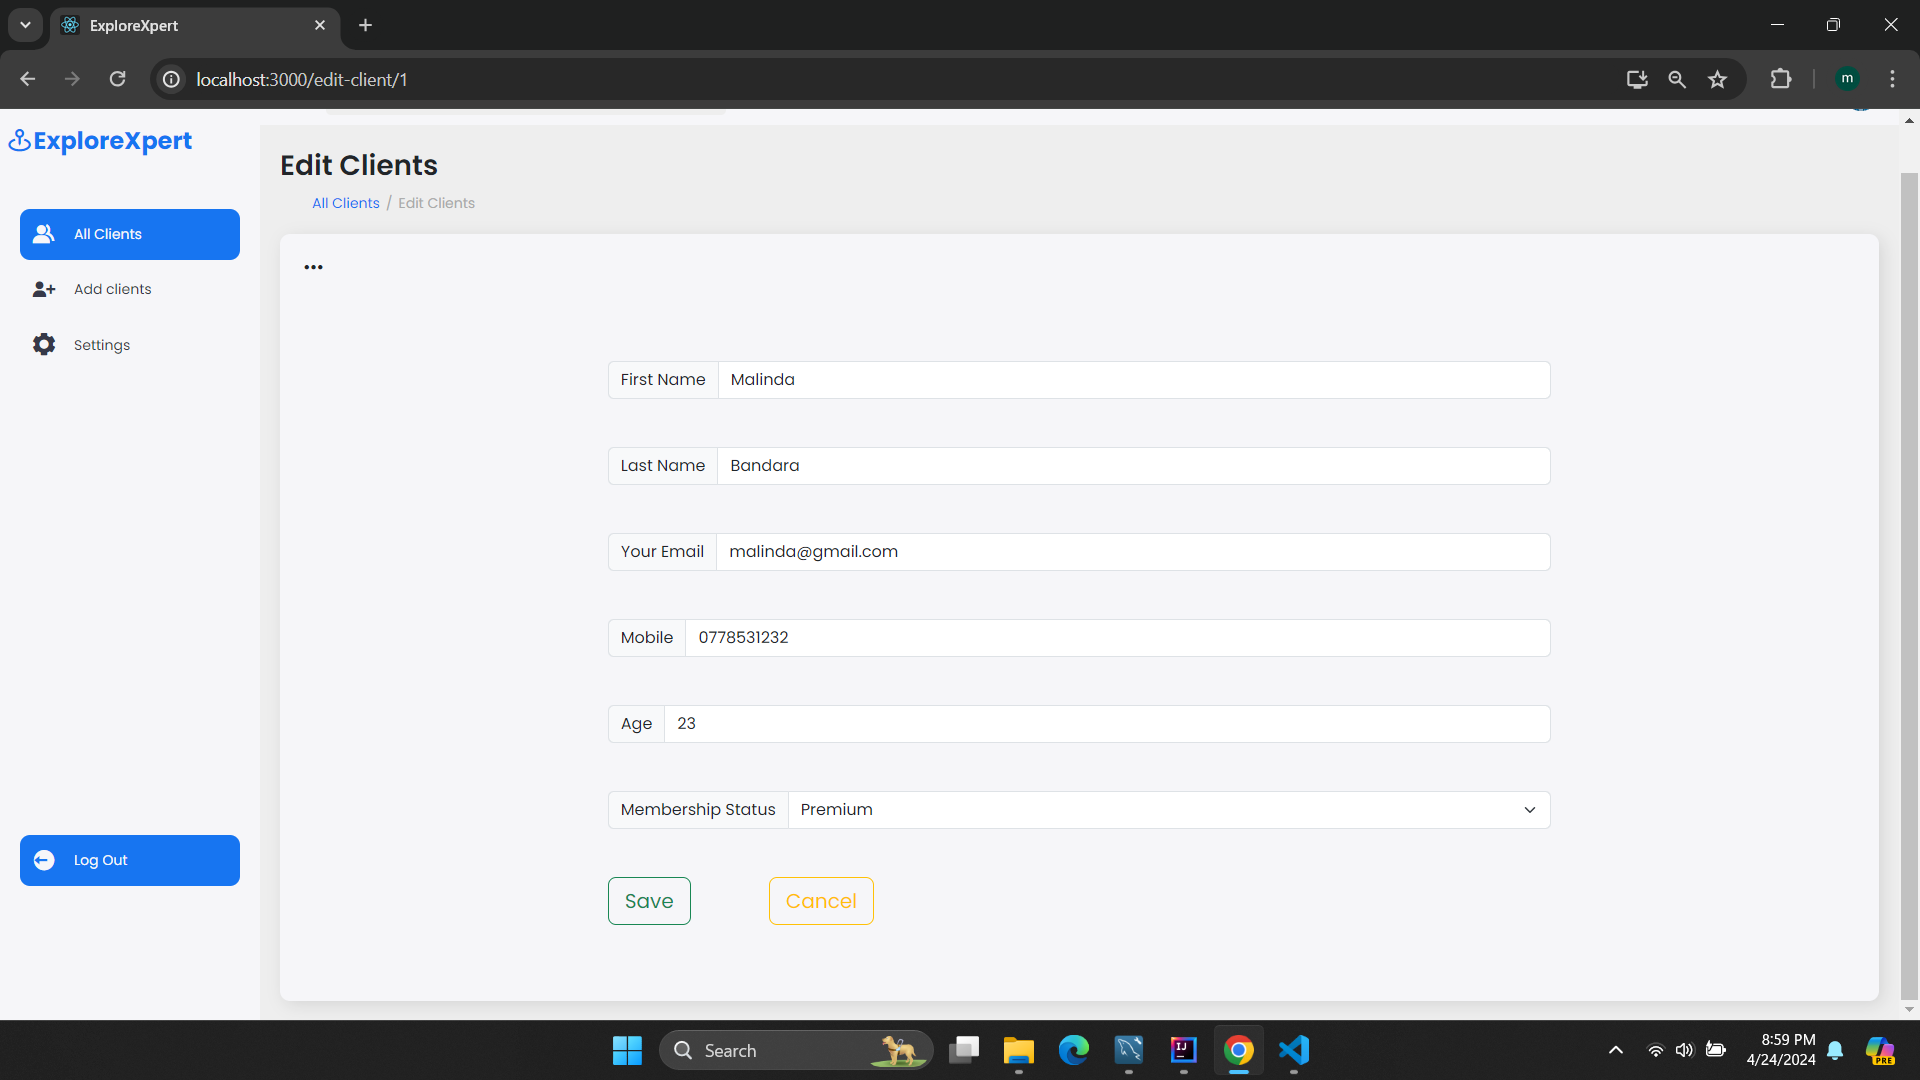 ExploreXpert
localhost:3000/edit-client/1
m
ExploreXpert
Edit Clients
All Clients / Edit Clients
All Clients
Add clients
Settings
Log Out
First Name Malinda
Last Name Bandara
Your Email malinda@gmail.com
Mobile 0778531232
Age 23
Membership Status Premium
Save Cancel
Search
IJ
8:59 PM
4/24/2024
PRE